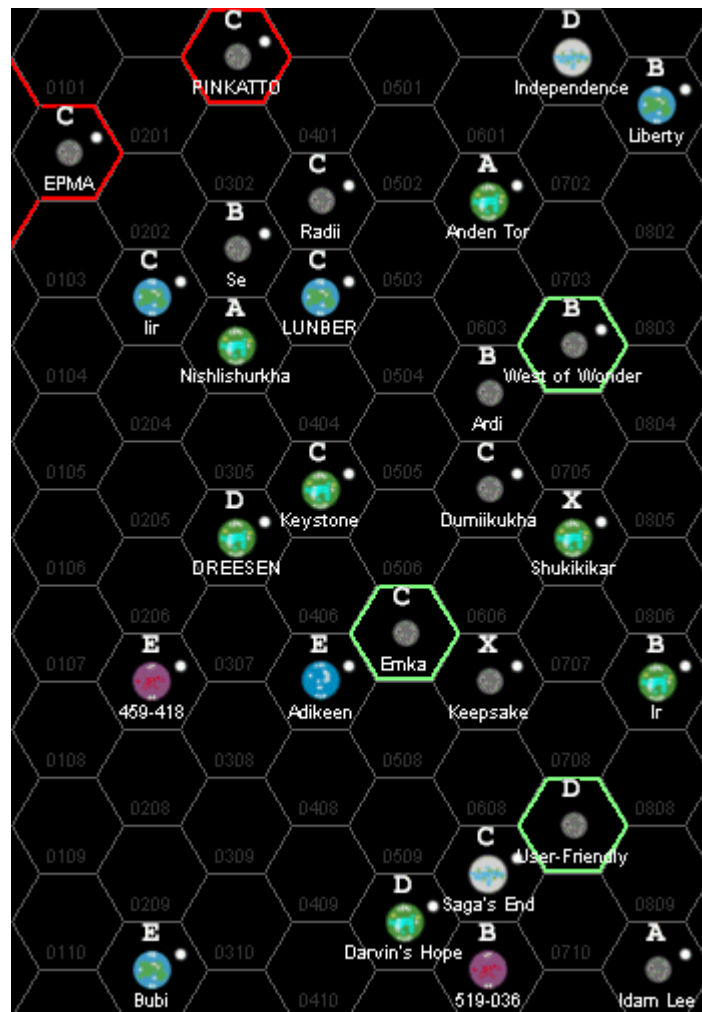 C D
B
0101 PINKATTO 0501 Independence
C
0201 0401 0601 Liberty
C A
EPMA 0302 0502 0702
B
0202 Radii Anden Tor 0802
C C
0103 Se 0503 0703
A B
Iir LUNBER 0603 0803
B
0104 Nishlishurkha 0504 West of Wonder
0204 0404 Ardi 0804
C C
0105 0305 0505 0705
D X
0205 Keystone Dumiikukha 0805
0106 DREESEN 0506 Shukikikar
C
0206 0406 0606 0806
E E X B
0107 0307 Emka 0707
459-418 Adikeen Keepsake Ir
0108 0308 0508 0708
D
0208 0408 0608 0808
C
0109 0309 0509 User-Friendly
D
0209 0409 Saga's End 0809
E B A
0110 0310 Darvin's Hope 0710
Bubi 0410 519-036 Idam Lee